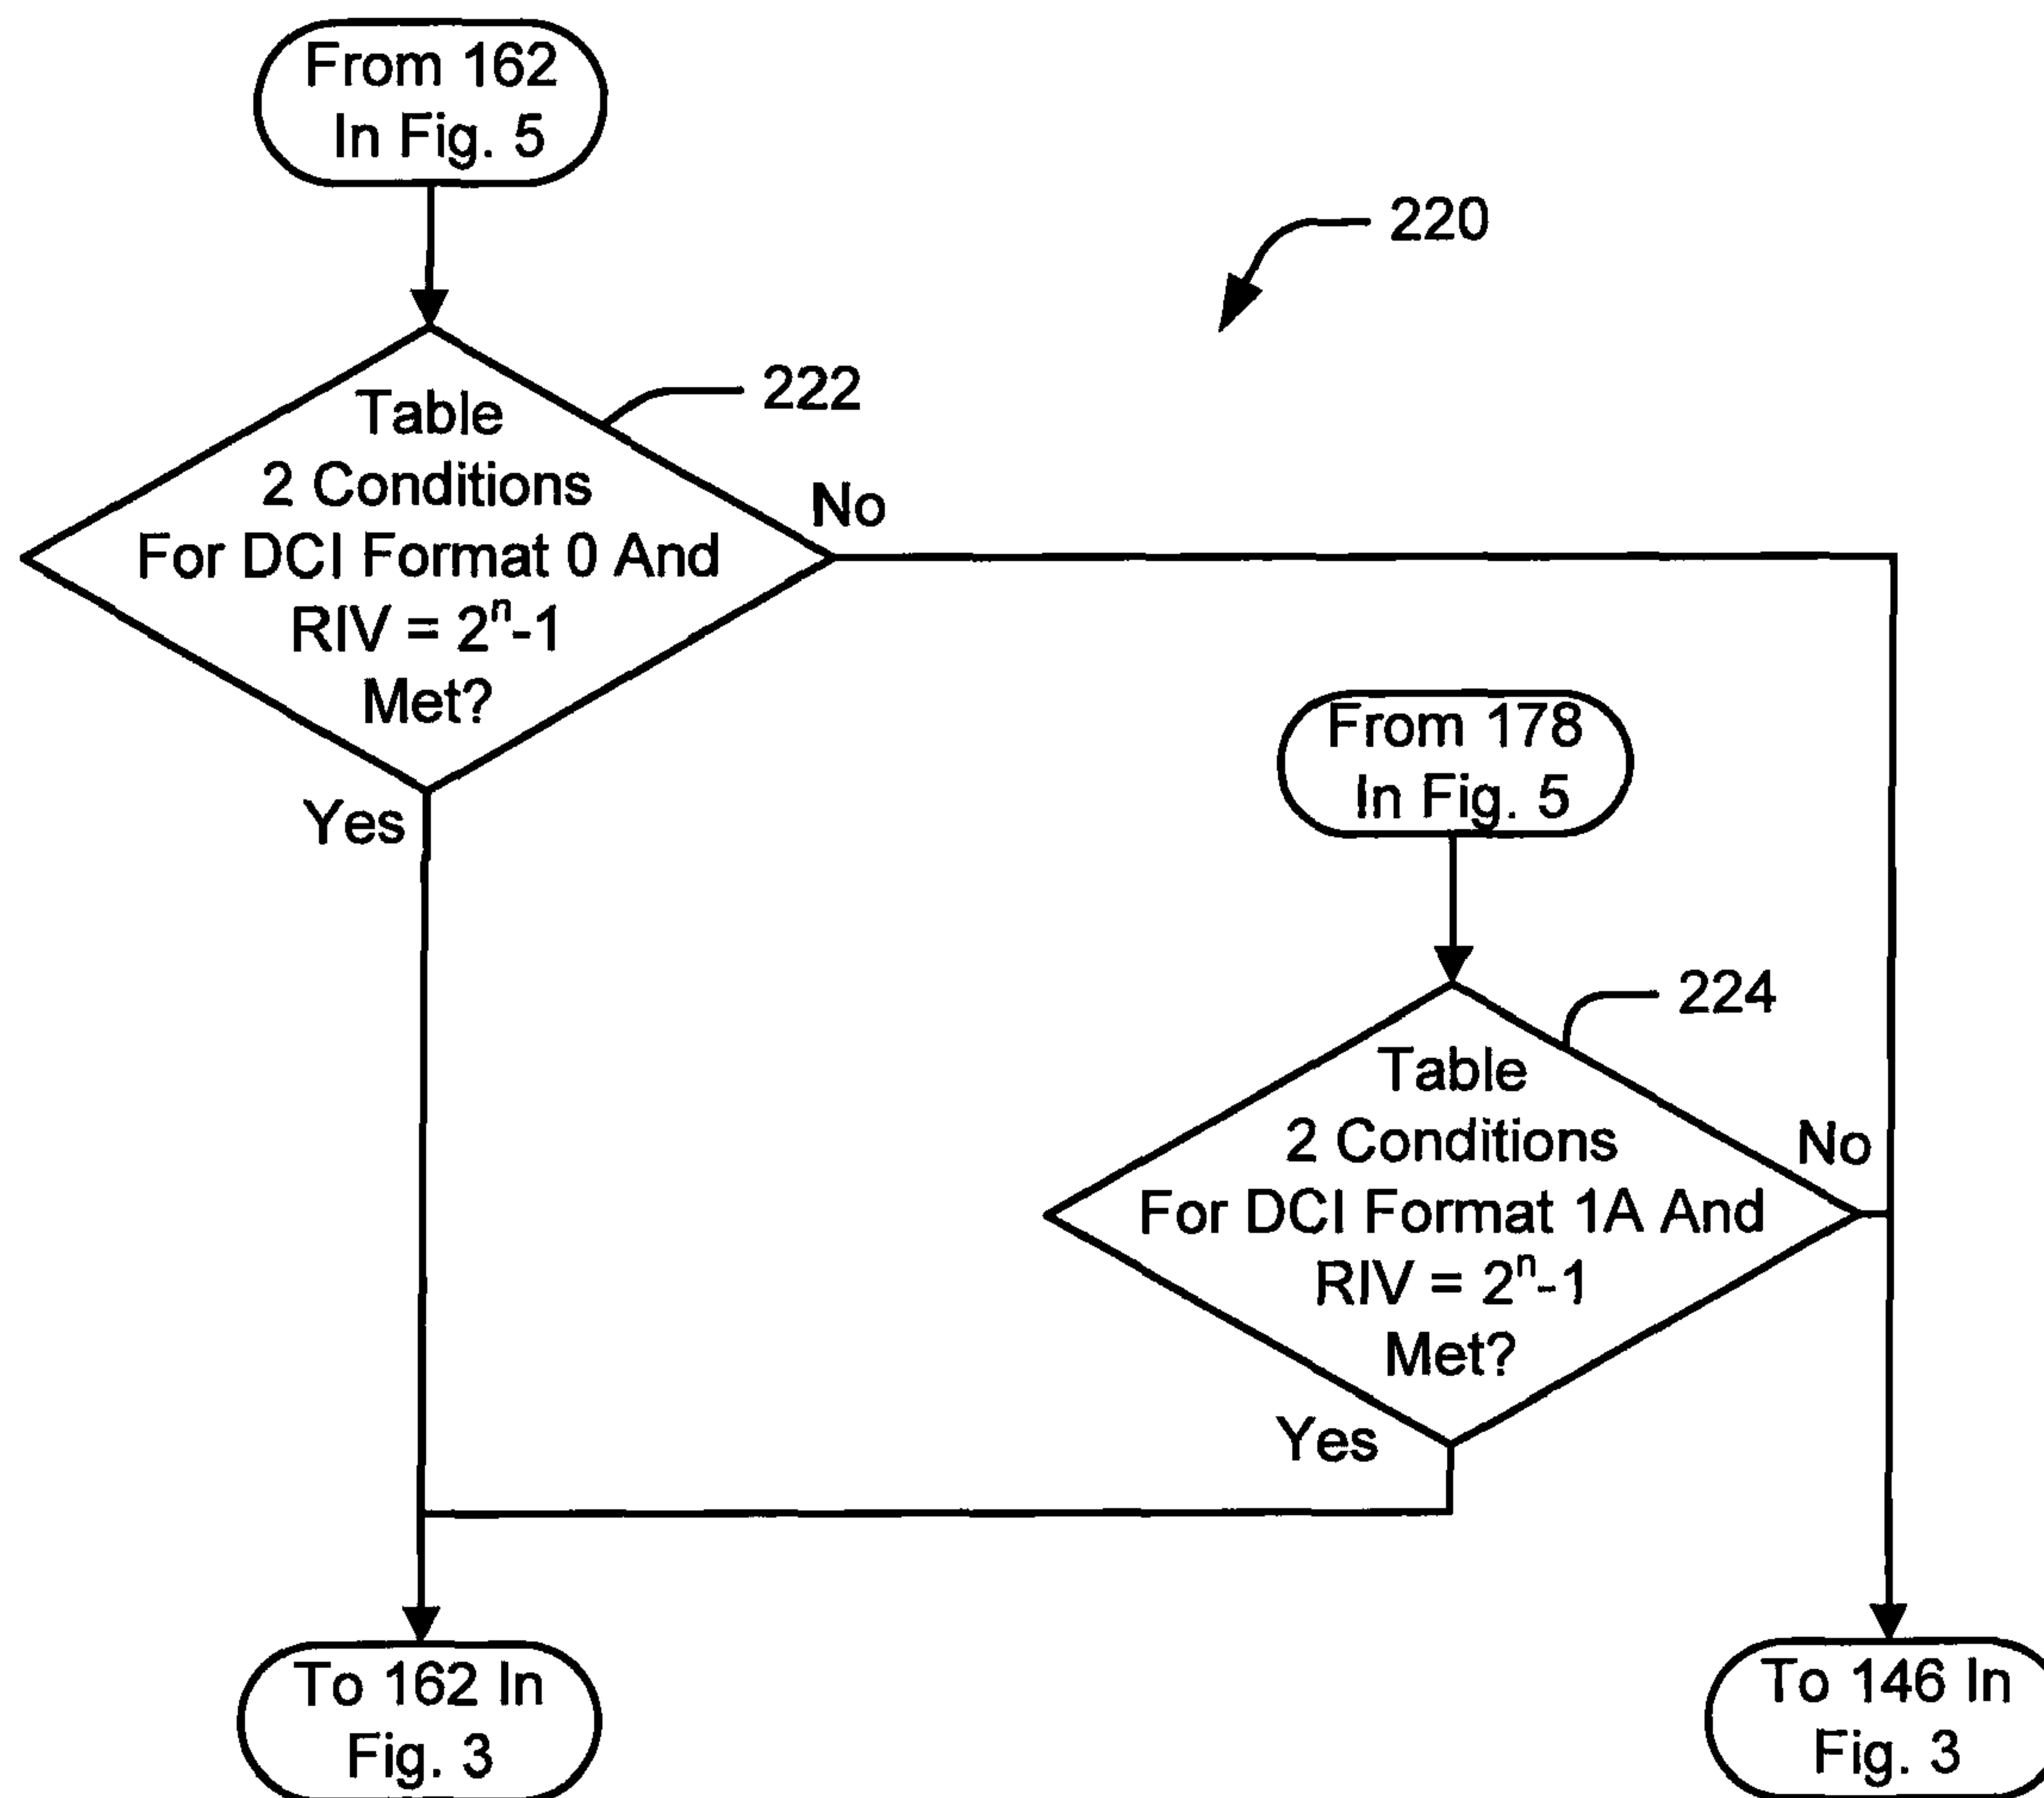 From 162
In Fig. 5
220
222
Table
2 Conditions
For DCI Format 0 And
RIV = 2ⁿ-1
Met?
No
Yes
From 178
In Fig. 5
224
Table
2 Conditions
For DCI Format 1A And
RIV = 2ⁿ-1
Met?
No
Yes
To 162 In
Fig. 3
To 146 In
Fig. 3